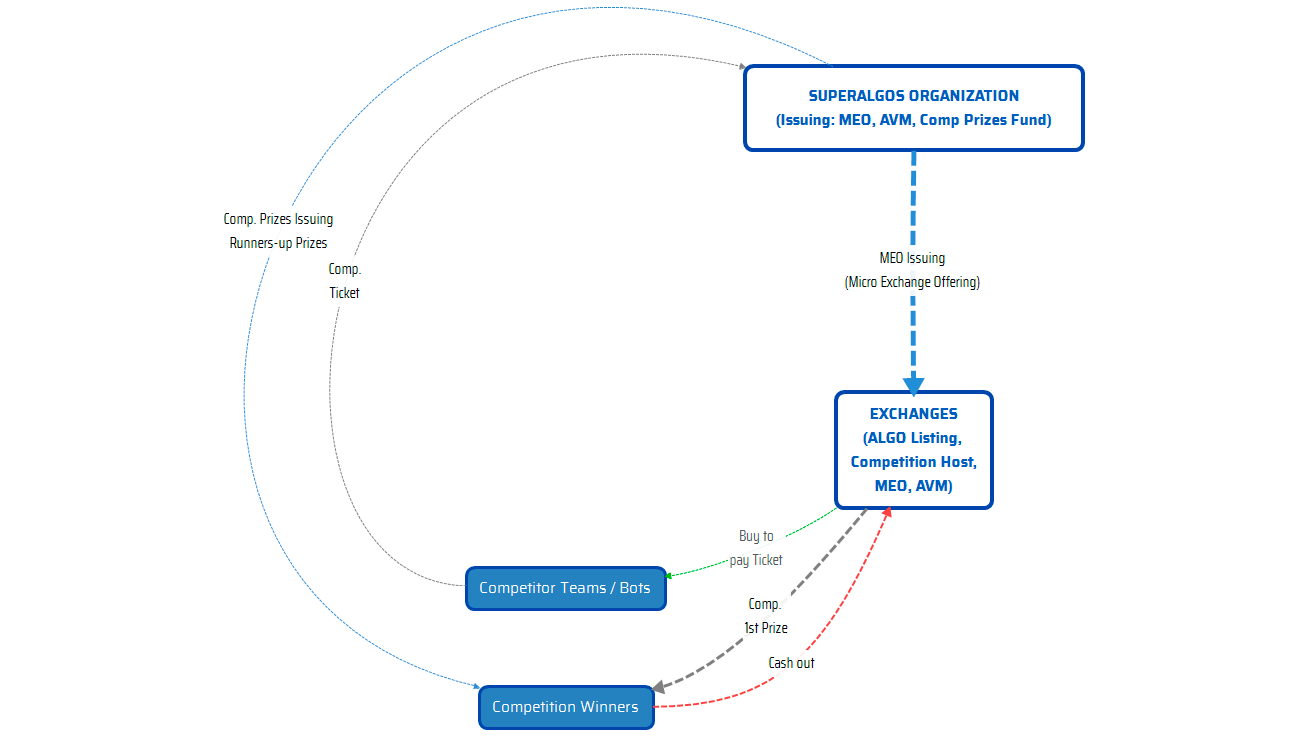 SUPERALGOS ORGANIZATION
(Issuing: MEO, AVM, Comp Prizes Fund)
Comp. Prizes Issuing
Runners-up Prizes
Comp.
Ticket
MEO Issuing
(Micro Exchange Offering)
EXCHANGES
(ALGO Listing,
Competition Host,
MEO, AVM)
Buy to
pay Ticket
Competitor Teams / Bots
Comp.
1st Prize
Cash out
Competition Winners